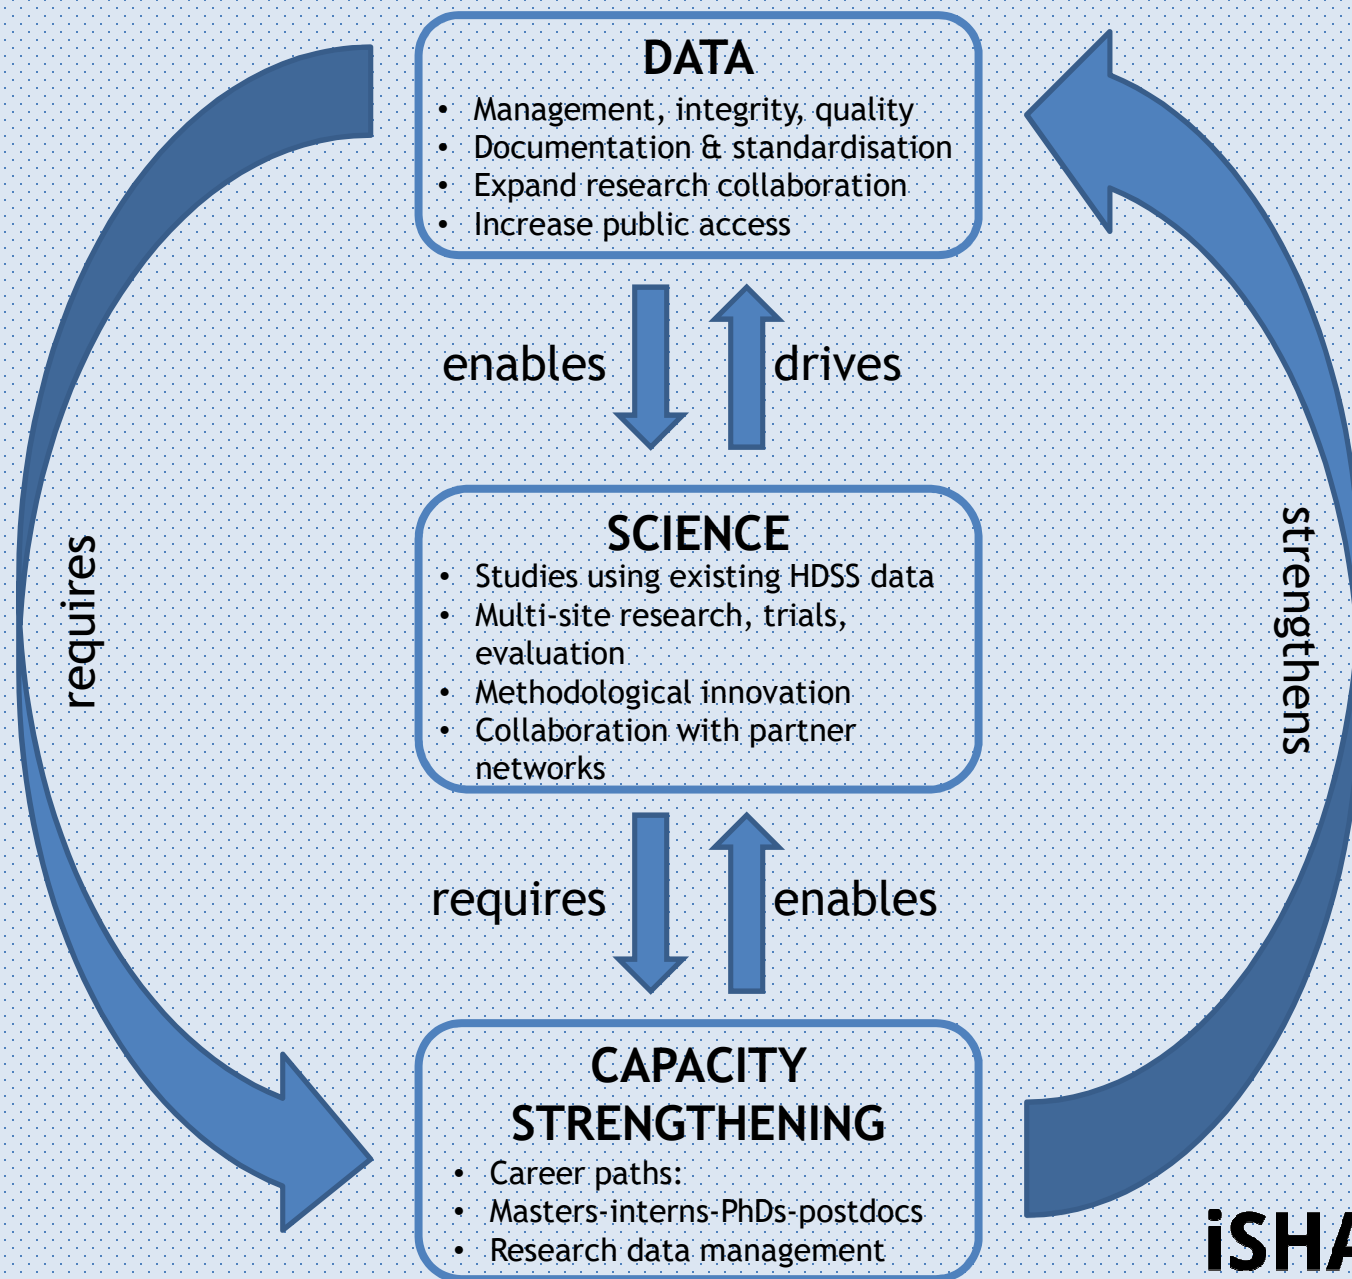 DATA
• Management, integrity, quality
• Documentation & standardisation
• Expand research collaboration
• Increase public access
enables
drives
SCIENCE
• Studies using existing HDSS data
• Multi-site research, trials,
evaluation
• Methodological innovation
• Collaboration with partner
networks
requires
strengthens
requires
enables
CAPACITY
STRENGTHENING
• Career paths:
• Masters-interns-PhDs-postdocs
• Research data management
iSHA